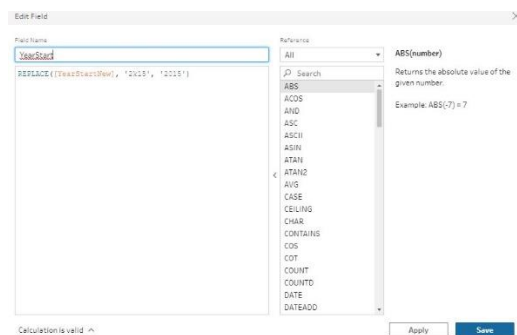 Edit Field
Field Name
YearStart
REPLACE([YearStartNew], '2k15', '2015')
Reference
All
Search
ABS
ACOS
AND
ASC
ASCII
ASIN
ATAN
ATAN2
AVG
CASE
CEILING
CHAR
CONTAINS
COS
COT
COUNT
COUNTD
DATE
DATEADD
ABS(number)
Returns the absolute value of the
given number.
Example: ABS(-7) = 7
Calculation is valid
Apply
Save